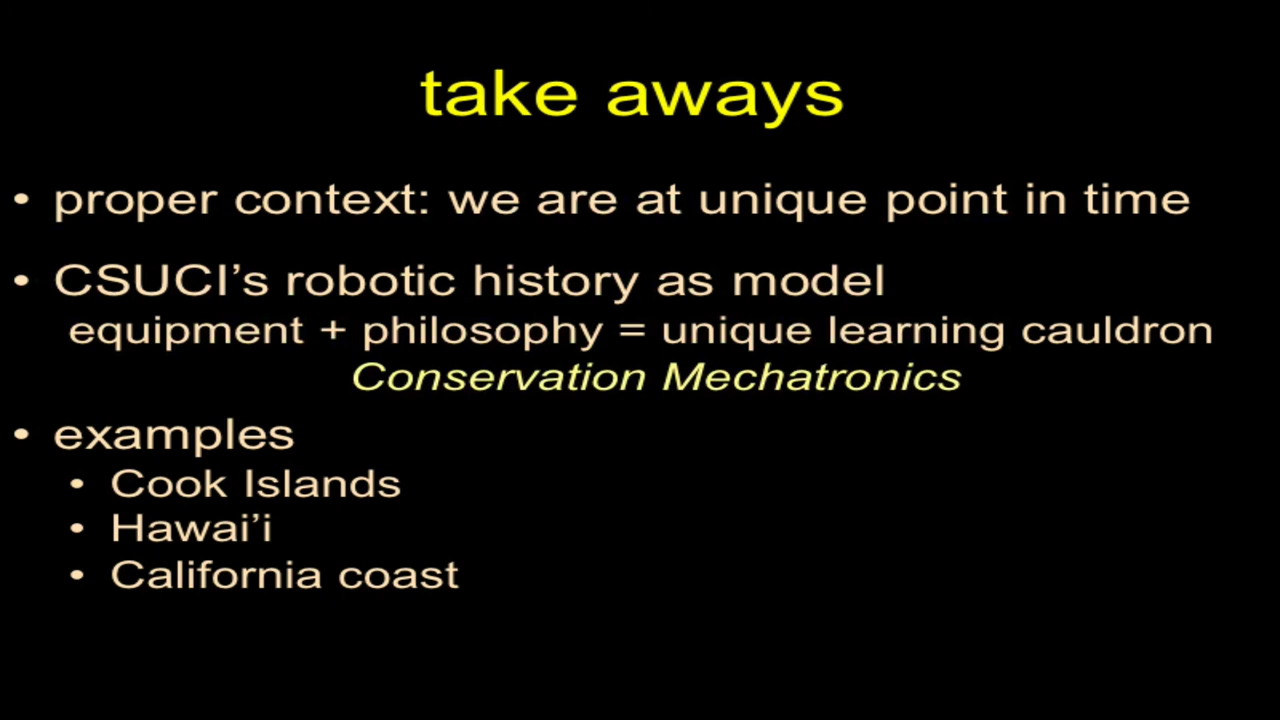 take aways
• proper context: we are at unique point in time
• CSUCI’s robotic history as model
equipment + philosophy = unique learning cauldron
Conservation Mechatronics
• examples
• Cook Islands
• Hawai’i
• California coast